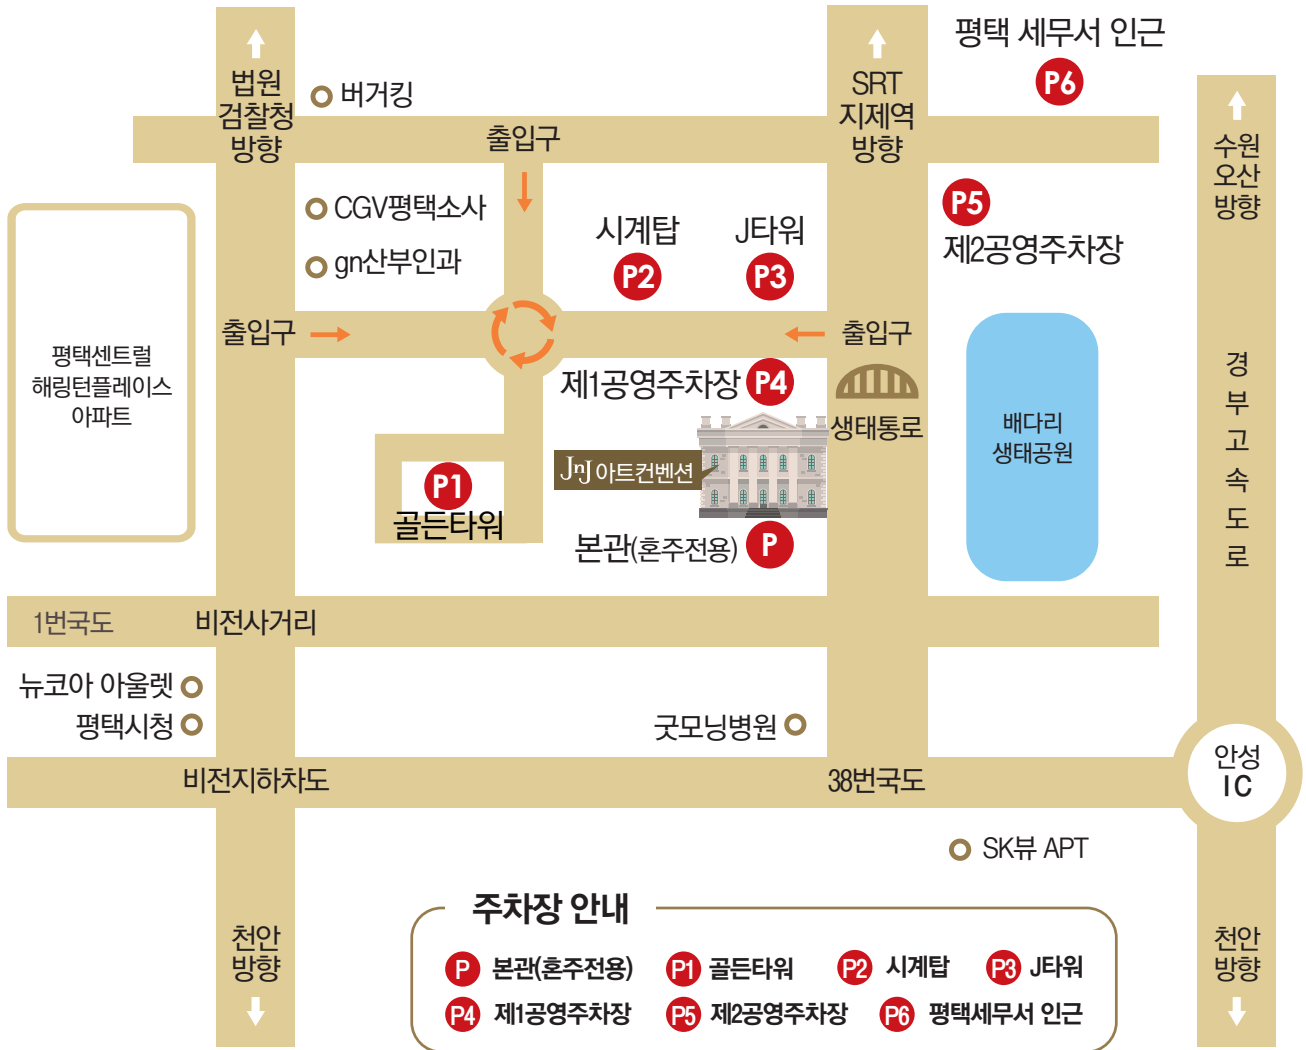 평택 세무서 인근
P6
법원
검찰청
방향
버거킹
출입구
SRT
지제역
방향
수원
오산
방향
CGV평택소사
gn산부인과
시계탑
P2
J타워
P3
P5
제2공영주차장
출입구
출입구
평택센트럴
해링턴플레이스
아파트
제1공영주차장 P4
생태통로
배다리
생태공원
경
부
고
속
도
로
JnJ 아트컨벤션
P1
골든타워
본관(혼주전용) P
1번국도
비전사거리
뉴코아 아울렛
평택시청
굿모닝병원
비전지하차도
38번국도
안성
IC
SK뷰 APT
천안
방향
천안
방향
주차장 안내
P 본관(혼주전용) P1 골든타워 P2 시계탑 P3 J타워
P4 제1공영주차장 P5 제2공영주차장 P6 평택세무서 인근